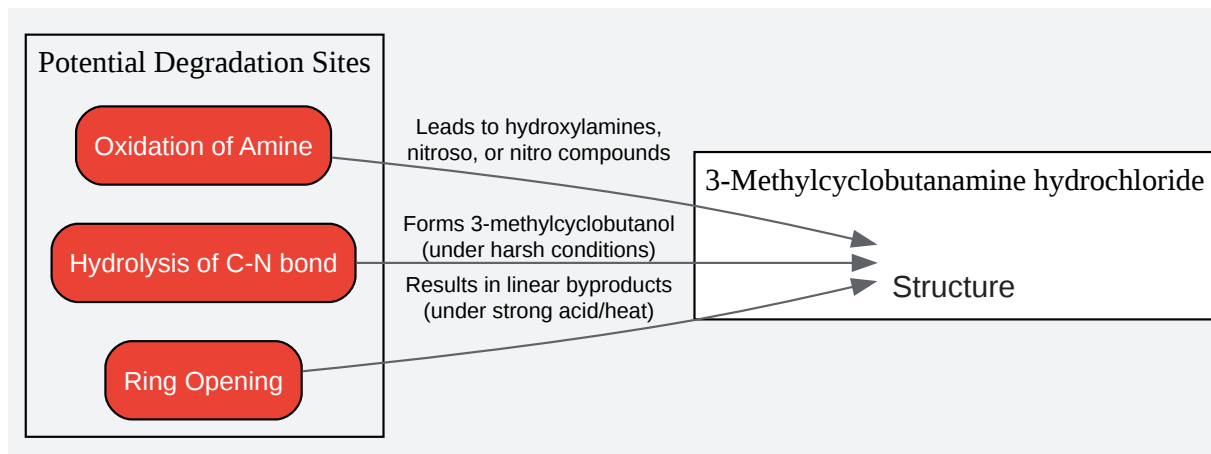 Potential Degradation Sites
Oxidation of Amine
Hydrolysis of C-N bond
Ring Opening
Leads to hydroxylamines,
nitroso, or nitro compounds
Forms 3-methylcyclobutanol
(under harsh conditions)
Results in linear byproducts
(under strong acid/heat)
3-Methylcyclobutanamine hydrochloride
Structure